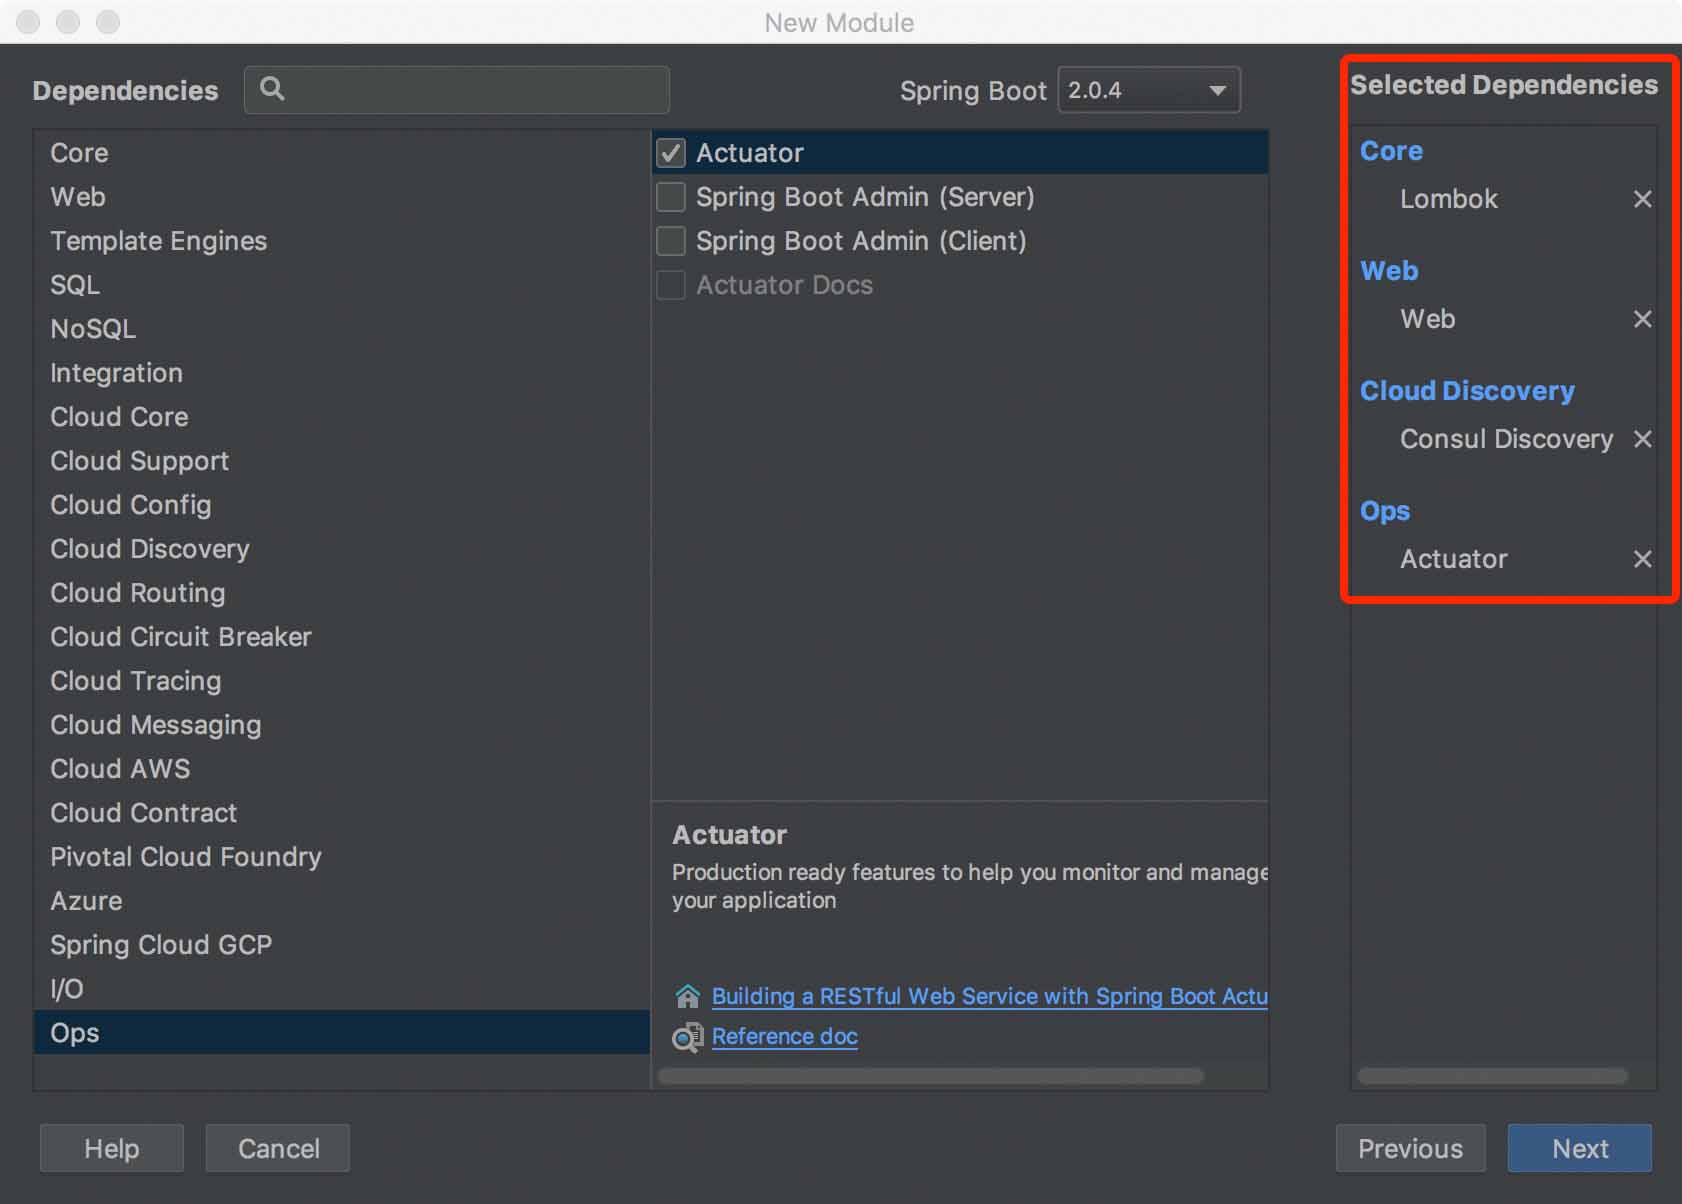 New Module
Dependencies
Spring Boot 2.0.4
Core
Web
Template Engines
SQL
NoSQL
Integration
Cloud Core
Cloud Support
Cloud Config
Cloud Discovery
Cloud Routing
Cloud Circuit Breaker
Cloud Tracing
Cloud Messaging
Cloud AWS
Cloud Contract
Pivotal Cloud Foundry
Azure
Spring Cloud GCP
I/O
Ops
Actuator
Spring Boot Admin (Server)
Spring Boot Admin (Client)
Actuator Docs
Actuator
Production ready features to help you monitor and manage
your application
Building a RESTful Web Service with Spring Boot Actu
Reference doc
Selected Dependencies
Core
Lombok
Web
Web
Cloud Discovery
Consul Discovery
Ops
Actuator
Help
Cancel
Previous
Next